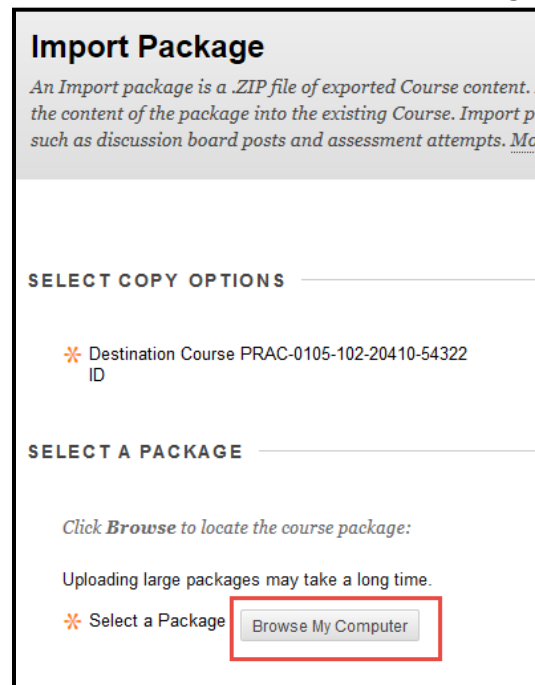 Import Package
An Import package is a .ZIP file of exported Course content.
the content of the package into the existing Course. Import p
such as discussion board posts and assessment attempts. Mo
SELECT COPY OPTIONS
Destination Course PRAC-0105-102-20410-54322
ID
SELECT A PACKAGE
Click Browse to locate the course package:
Uploading large packages may take a long time.
Select a Package Browse My Computer